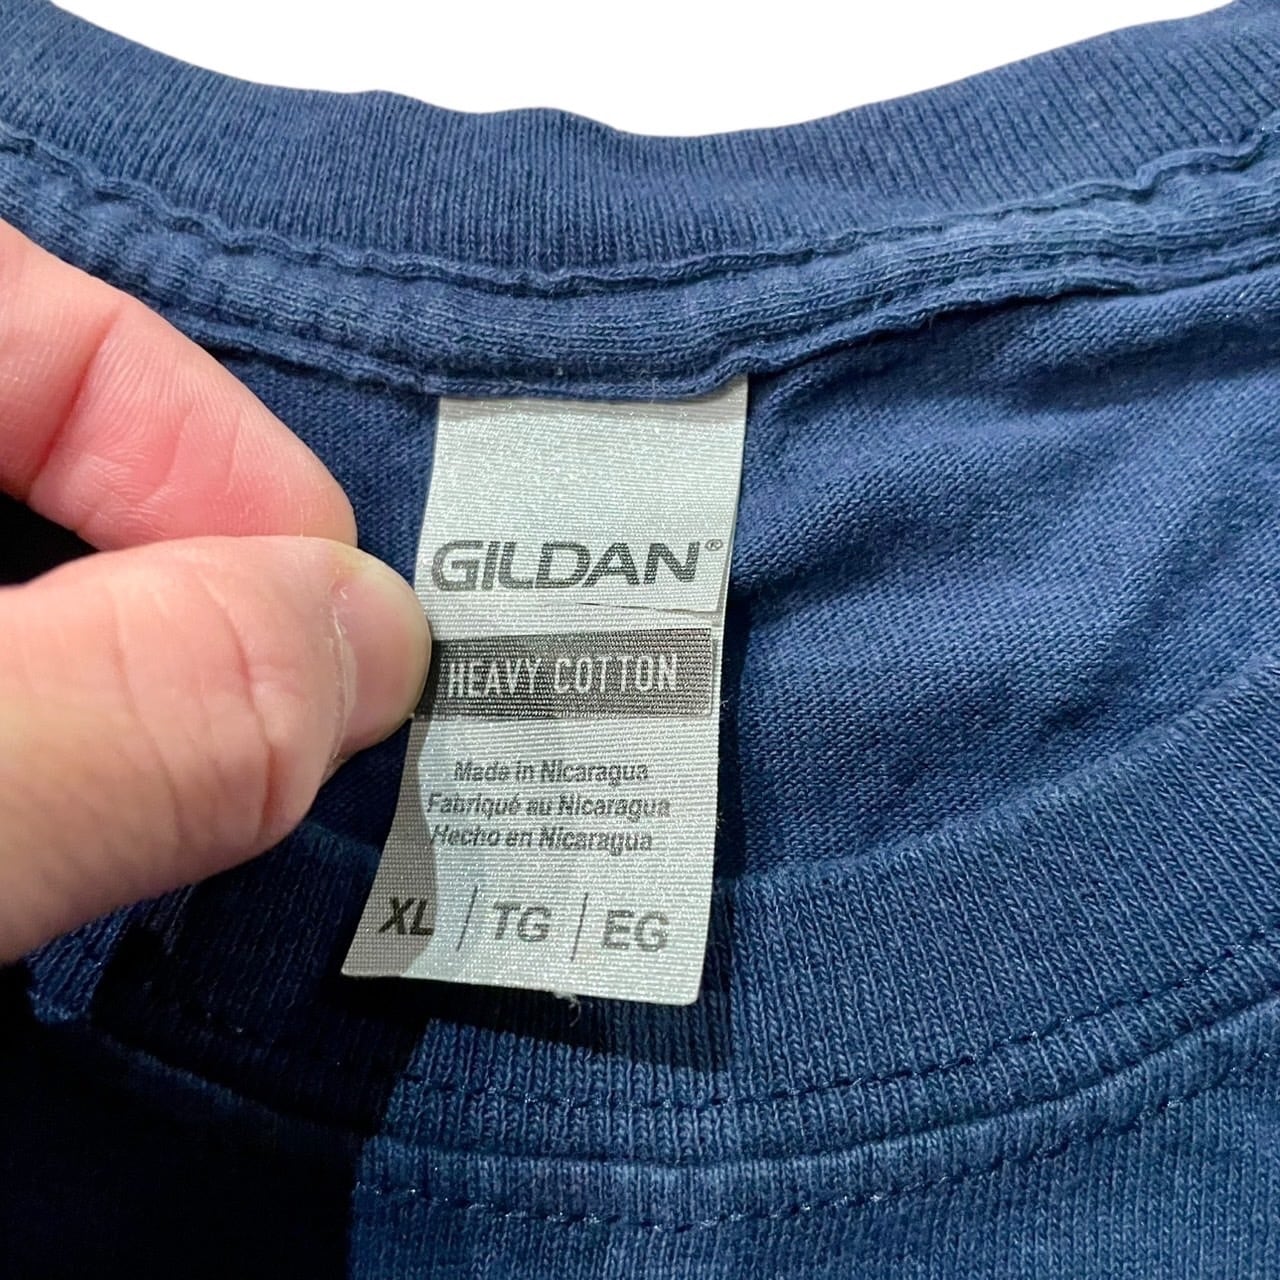 GILDAN®
HEAVY COTTON
Made in Nicaragua
Fabriqué au Nicaragua
Hecho en Nicaragua
XL / TG / EG